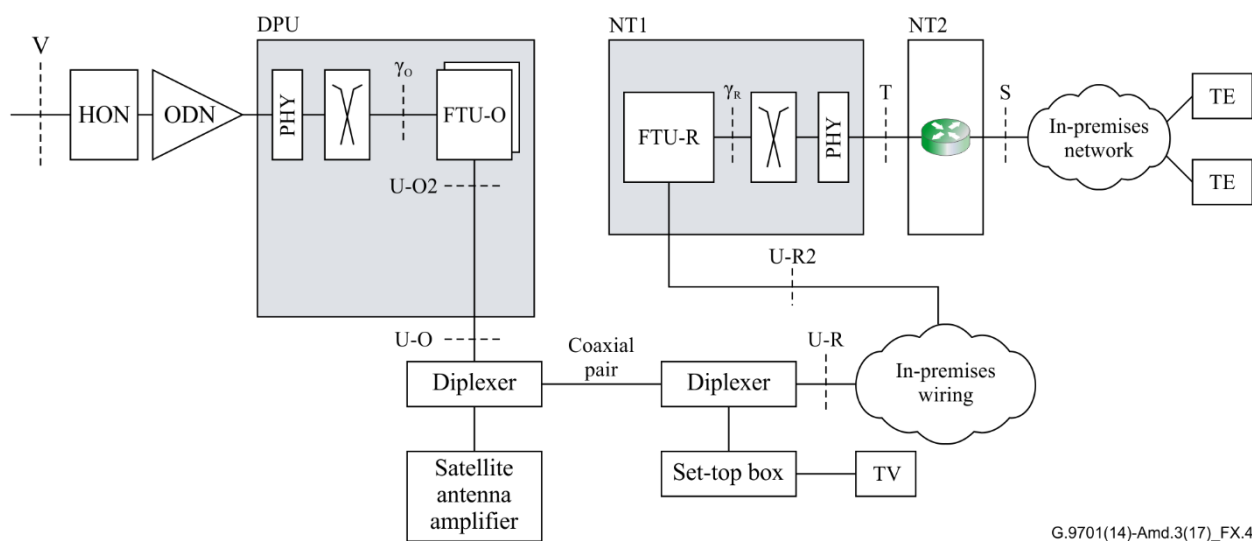 DPU
NT1
NT2
V
HON
ODN
PHY
γO
FTU-O
FTU-R
γR
PHY
T
S
In-premises
network
TE
TE
U-O2
U-R2
U-O
Diplexer
Coaxial
pair
Diplexer
U-R
In-premises
wiring
Satellite
antenna
amplifier
Set-top box
TV
G.9701(14)-Amd.3(17)_FX.4